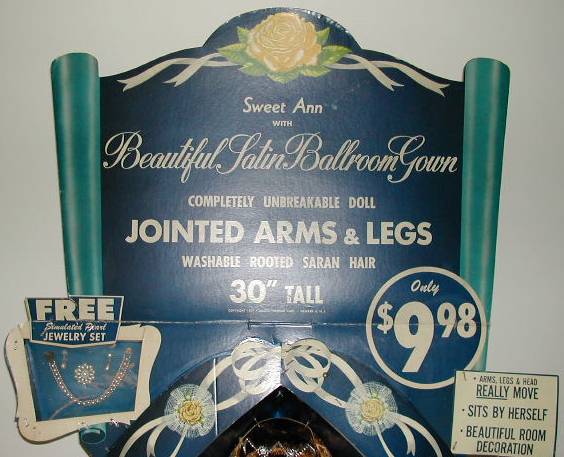 Sweet Ann
WITH
Beautiful Satin Ballroom Gown
COMPLETELY UNBREAKABLE DOLL
JOINTED ARMS & LEGS
WASHABLE ROOTED SARAN HAIR
30" TALL
Only
$9.98
FREE
Simulated Pearl
JEWELRY SET
• ARMS, LEGS & HEAD
REALLY MOVE
• SITS BY HERSELF
• BEAUTIFUL ROOM
DECORATION